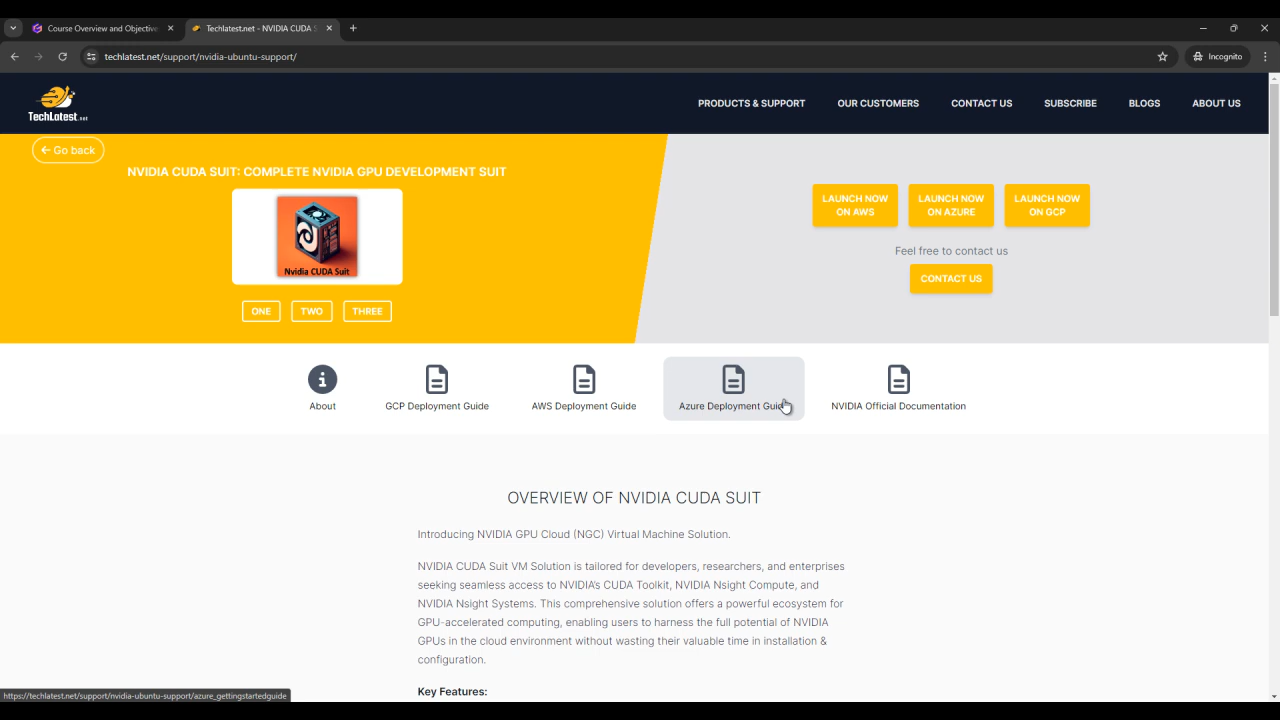 Course Overview and Objective
Techlatest.net - NVIDIA CUDA S
techlatest.net/support/nvidia-ubuntu-support/
Incognito
TechLatest.net
PRODUCTS & SUPPORT
OUR CUSTOMERS
CONTACT US
SUBSCRIBE
BLOGS
ABOUT US
Go back
NVIDIA CUDA SUIT: COMPLETE NVIDIA GPU DEVELOPMENT SUIT
Nvidia CUDA Suit
ONE
TWO
THREE
LAUNCH NOW
ON AWS
LAUNCH NOW
ON AZURE
LAUNCH NOW
ON GCP
Feel free to contact us
CONTACT US
About
GCP Deployment Guide
AWS Deployment Guide
Azure Deployment Guide
NVIDIA Official Documentation
OVERVIEW OF NVIDIA CUDA SUIT
Introducing NVIDIA GPU Cloud (NGC) Virtual Machine Solution.
NVIDIA CUDA Suit VM Solution is tailored for developers, researchers, and enterprises
seeking seamless access to NVIDIA's CUDA Toolkit, NVIDIA Nsight Compute, and
NVIDIA Nsight Systems. This comprehensive solution offers a powerful ecosystem for
GPU-accelerated computing, enabling users to harness the full potential of NVIDIA
GPUs in the cloud environment without wasting their valuable time in installation &
configuration.
Key Features:
https://techlatest.net/support/nvidia-ubuntu-support/azure_gettingstartedguide